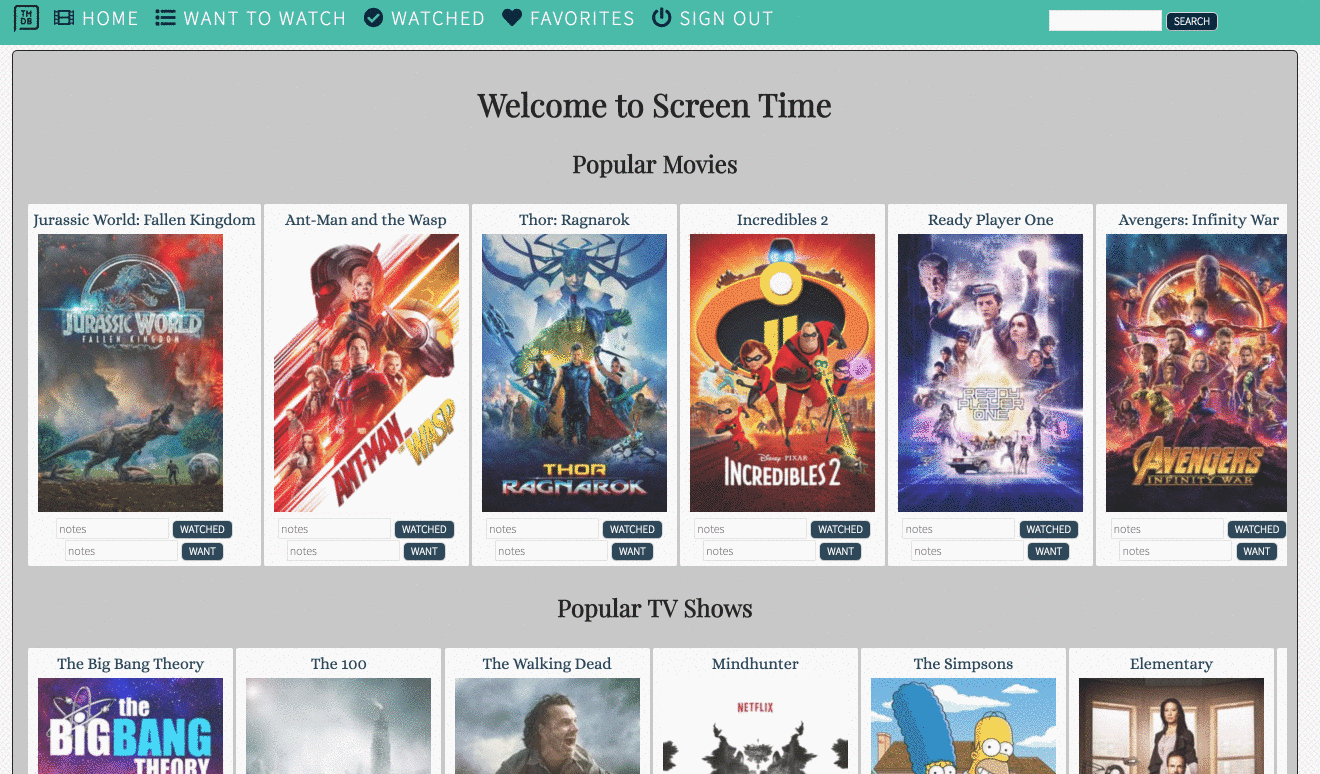 TM
DB
HOME WANT TO WATCH WATCHED FAVORITES SIGN OUT SEARCH
Welcome to Screen Time
Popular Movies
Jurassic World: Fallen Kingdom Ant-Man and the Wasp Thor: Ragnarok Incredibles 2 Ready Player One Avengers: Infinity War
JURASSIC WORLD
FALLEN KINGDOM
ANT-MAN AND THE WASP
THOR
RAGNAROK
Disney PIXAR
INCREDIBLES 2
READY
PLAYER
ONE
AVENGERS
INFINITY WAR
notes WATCHED notes WATCHED notes WATCHED notes WATCHED notes WATCHED notes WATCHED
notes WANT notes WANT notes WANT notes WANT notes WANT notes WANT
Popular TV Shows
The Big Bang Theory The 100 The Walking Dead Mindhunter The Simpsons Elementary
the
BIG BANG
THEORY
NETFLIX